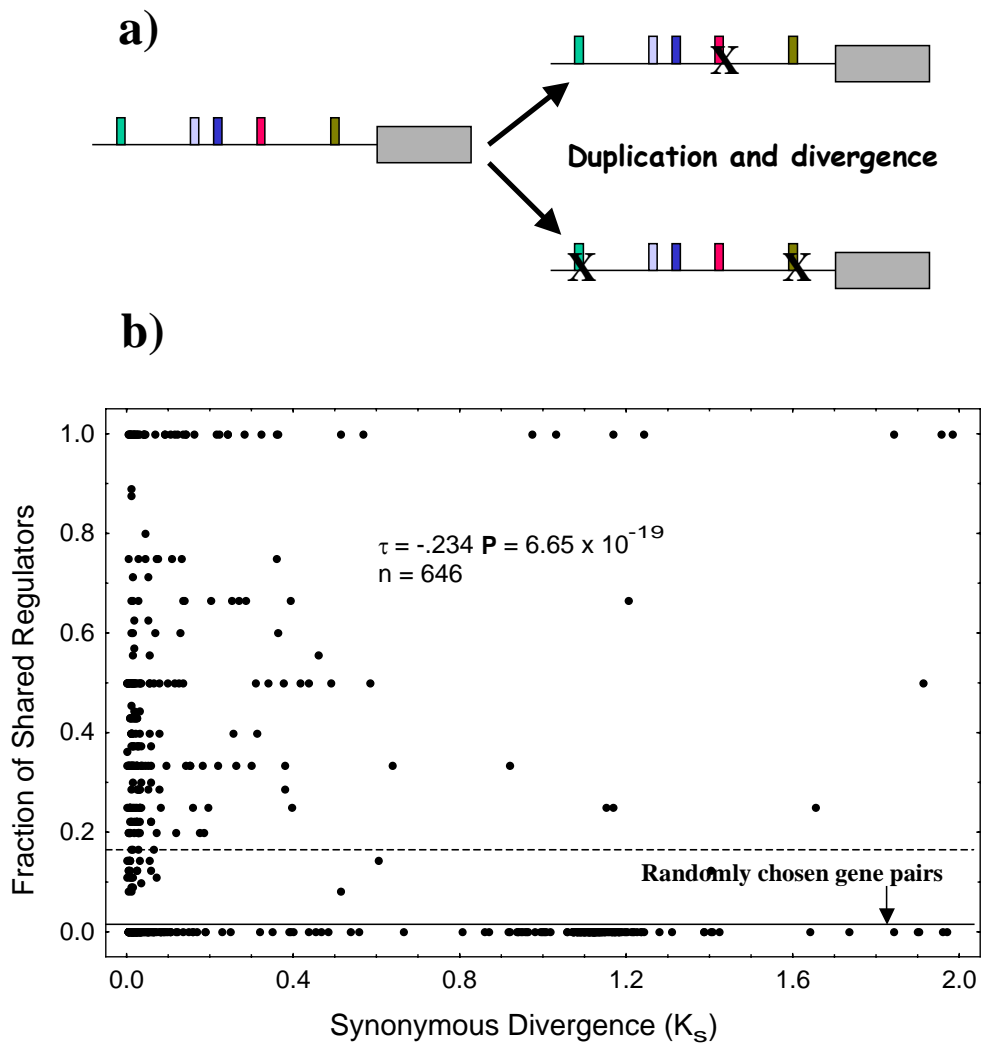 a)
X
Duplication and divergence
X X
b)
1.0
0.8
0.6
0.4
0.2
0.0
Fraction of Shared Regulators
τ = -.234 P = 6.65 x 10⁻¹⁹
n = 646
Randomly chosen gene pairs
0.0 0.4 0.8 1.2 1.6 2.0
Synonymous Divergence (Kₛ)